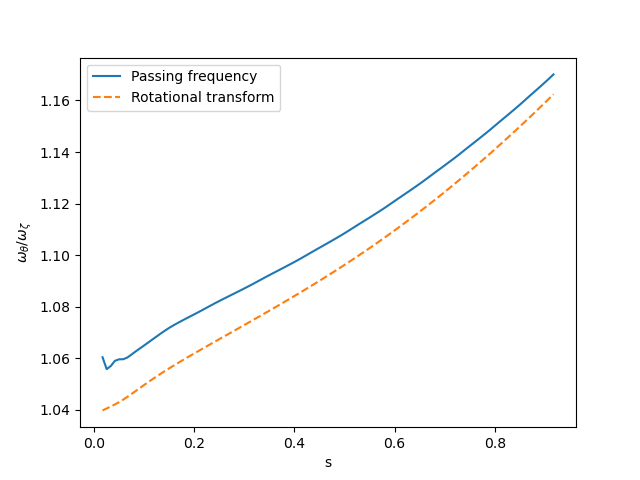 Passing frequency
Rotational transform
1.16
1.14
1.12
1.10
1.08
1.06
1.04
ωθ/ωζ
0.0 0.2 0.4 0.6 0.8
s